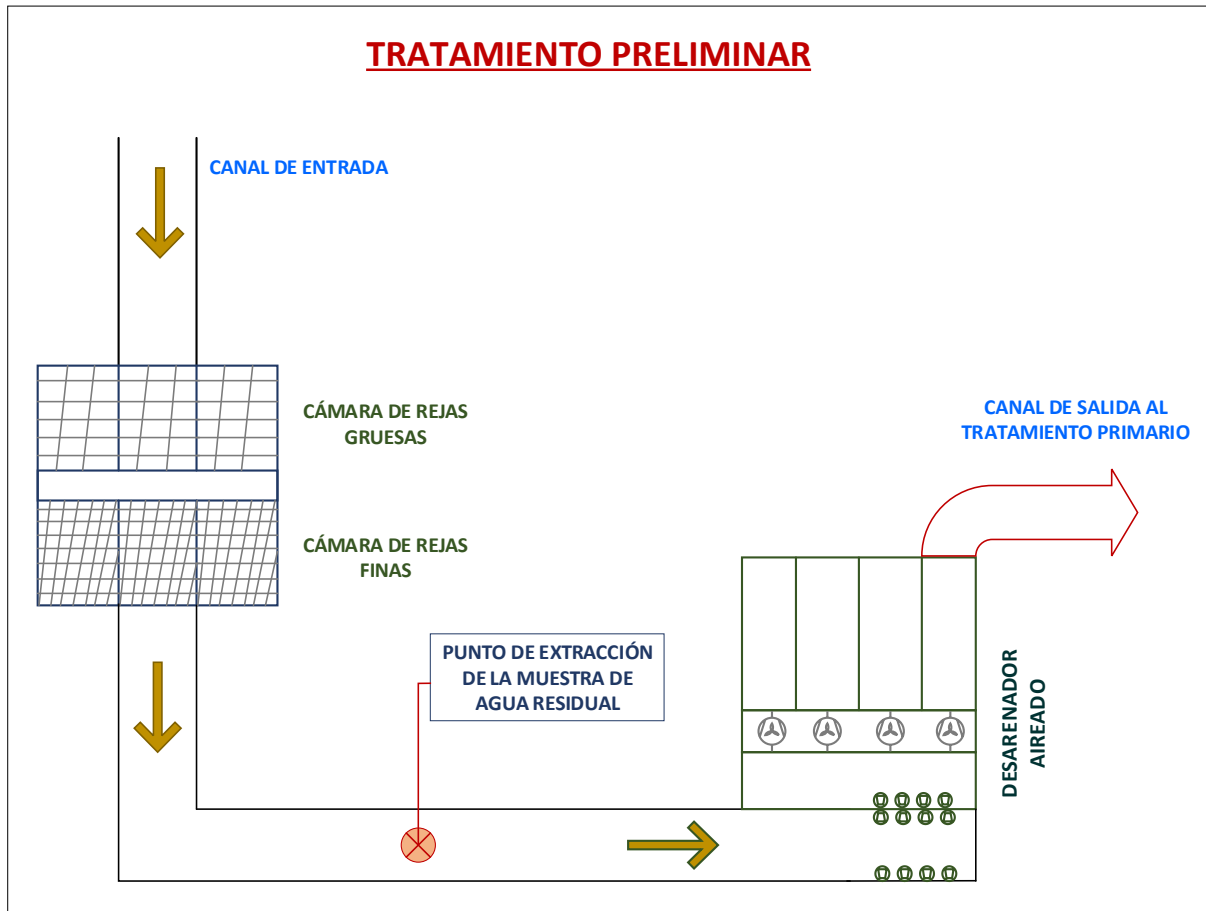 TRATAMIENTO PRELIMINAR
CANAL DE ENTRADA
CÁMARA DE REJAS
GRUESAS
CANAL DE SALIDA AL
TRATAMIENTO PRIMARIO
CÁMARA DE REJAS
FINAS
PUNTO DE EXTRACCIÓN
DE LA MUESTRA DE
AGUA RESIDUAL
DESARENADOR
AIREADO